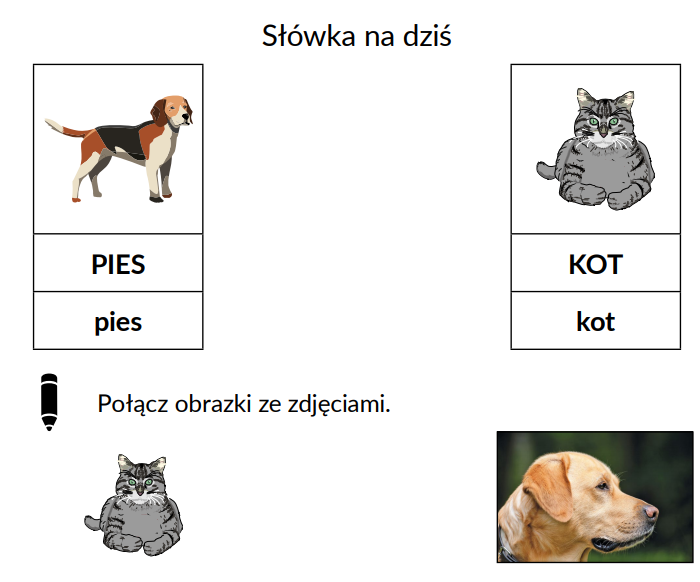 Słówka na dziś
PIES
pies
KOT
kot
Połącz obrazki ze zdjęciami.